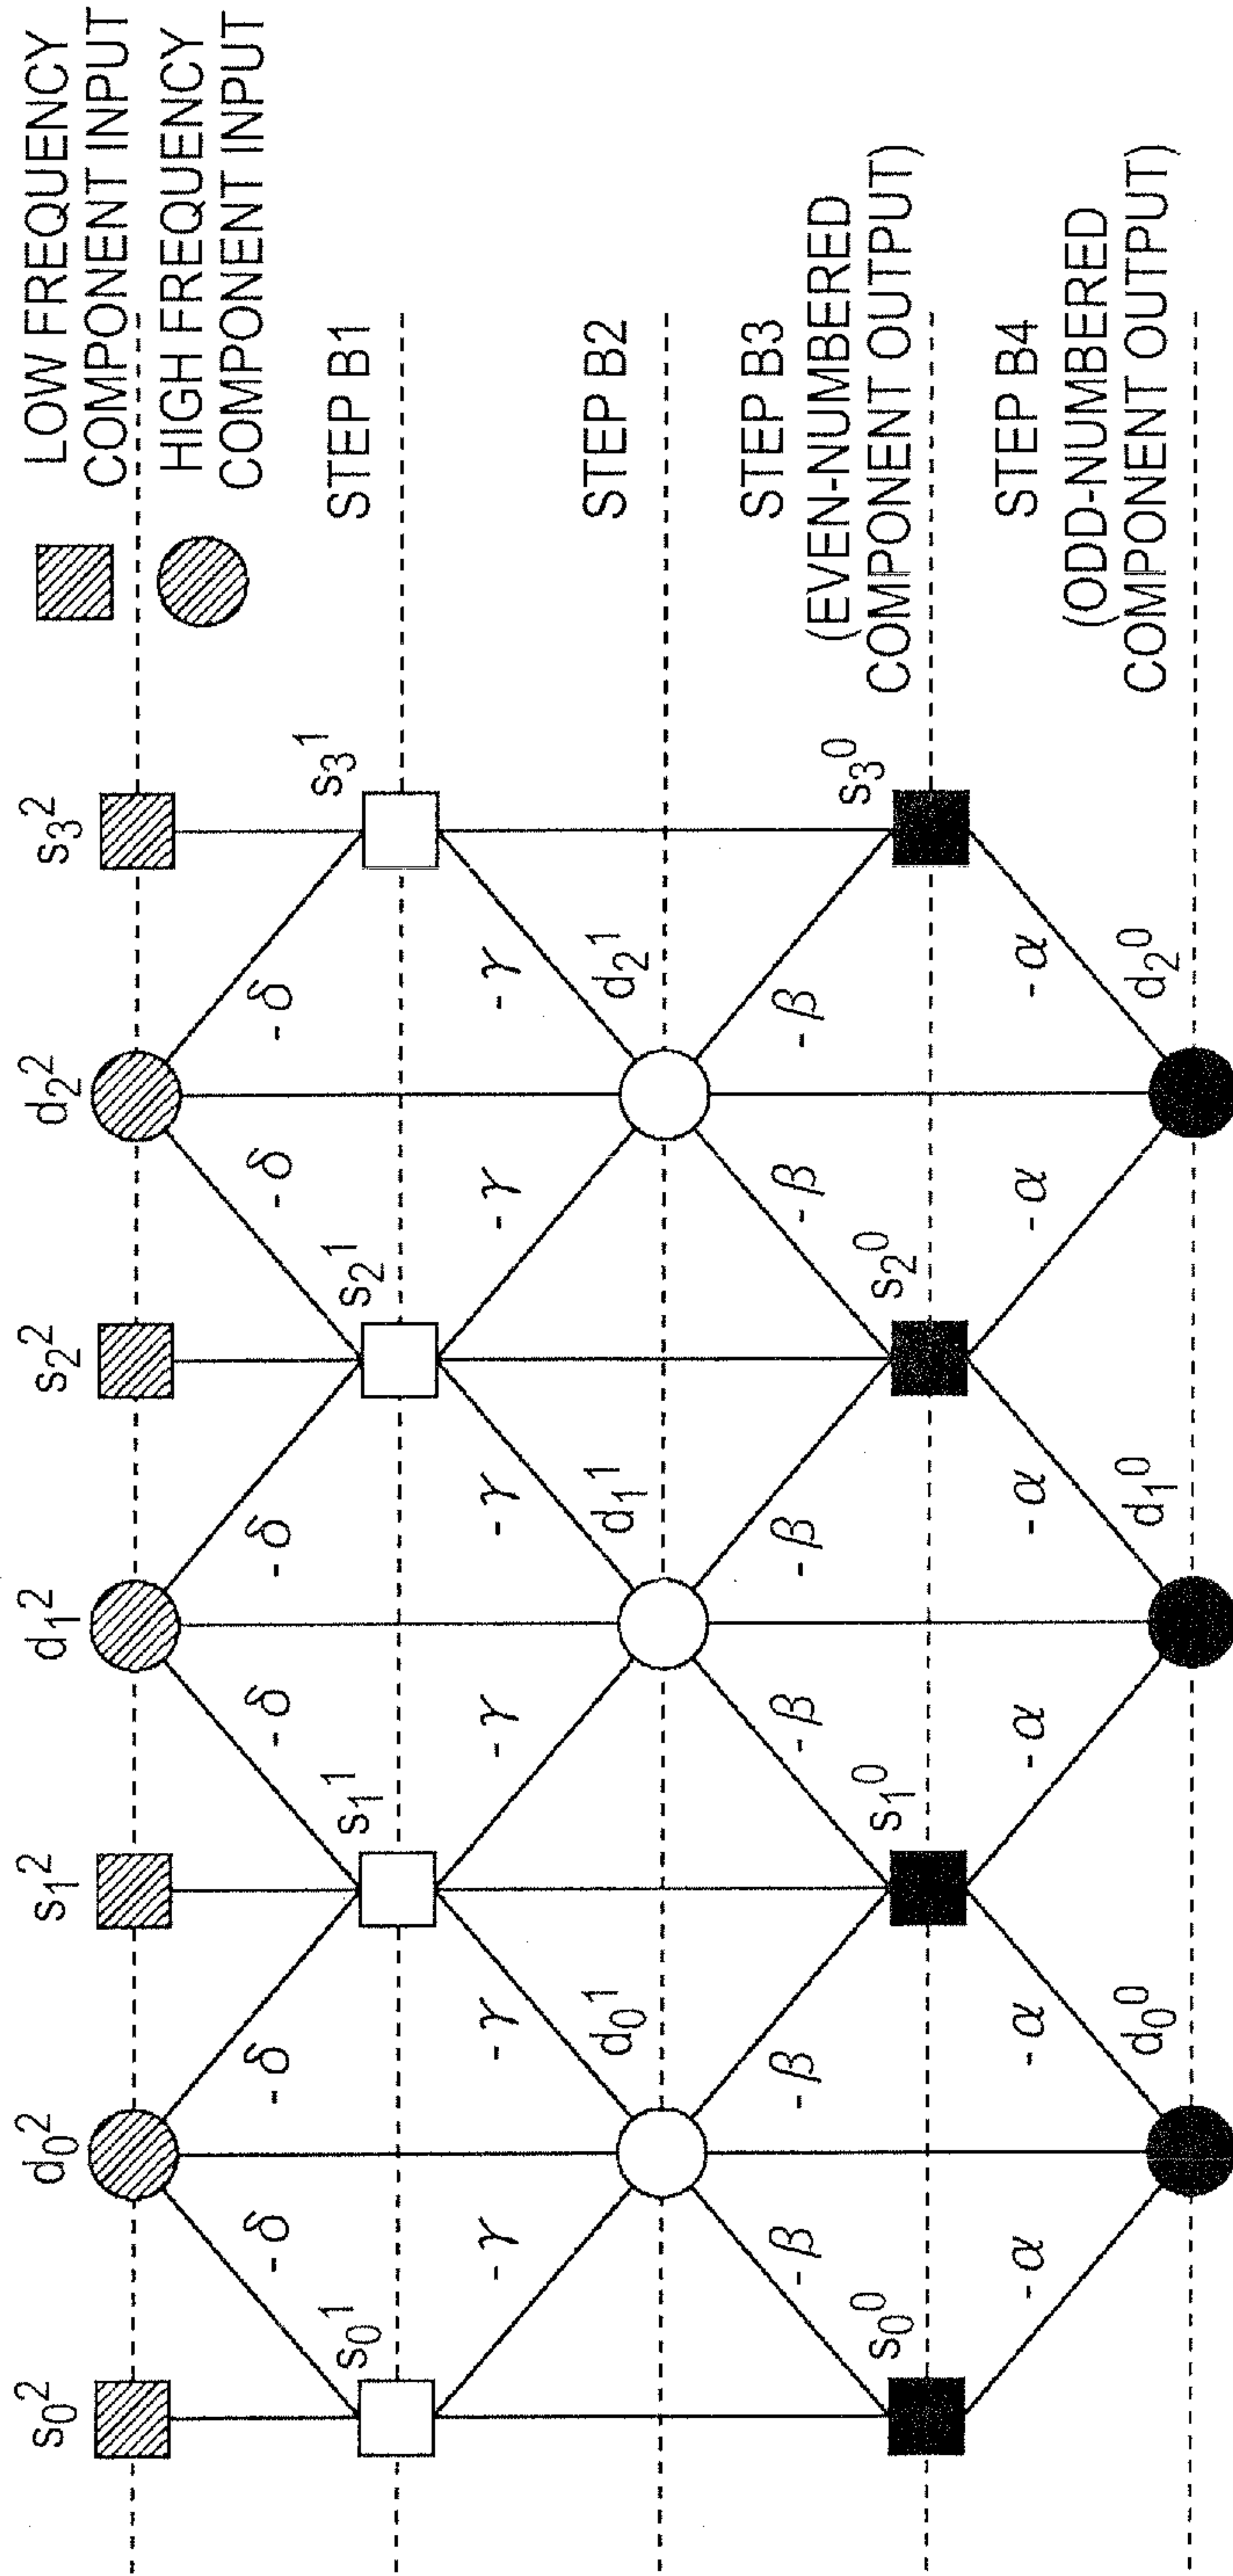 s₀² d₀² s₁² d₁² s₂² d₂² s₃²
LOW FREQUENCY
COMPONENT INPUT
HIGH FREQUENCY
COMPONENT INPUT
-δ -δ -δ -δ -δ -δ
s₀¹ s₁¹ s₂¹ s₃¹
STEP B1
-γ -γ -γ -γ -γ -γ
d₀¹ d₁¹ d₂¹
STEP B2
-β -β -β -β -β -β
s₀⁰ s₁⁰ s₂⁰ s₃⁰
STEP B3
(EVEN-NUMBERED
COMPONENT OUTPUT)
-α -α -α -α -α -α
d₀⁰ d₁⁰ d₂⁰
STEP B4
(ODD-NUMBERED
COMPONENT OUTPUT)